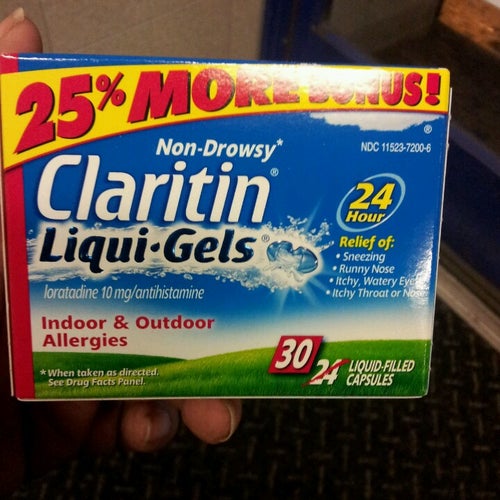 25% MORE BONUS!
Non-Drowsy*
NDC 11523-7200-6
Claritin®
Liqui·Gels®
24
Hour
Relief of:
• Sneezing
• Runny Nose
• Itchy, Watery Eyes
• Itchy Throat or Nose
loratadine 10 mg/antihistamine
Indoor & Outdoor
Allergies
*When taken as directed.
See Drug Facts Panel.
30 24 LIQUID-FILLED
CAPSULES